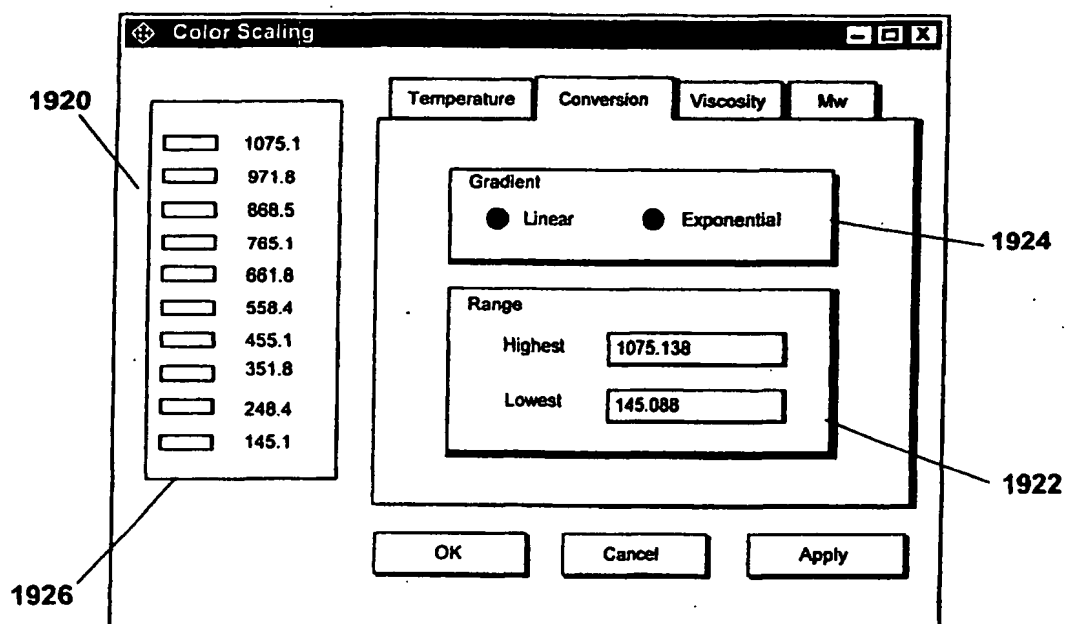 Color Scaling
1920
Temperature Conversion Viscosity Mw
1075.1
971.8
868.5
765.1
661.8
558.4
455.1
351.8
248.4
145.1
Gradient
Linear Exponential
1924
Range
Highest 1075.138
Lowest 145.088
1922
OK Cancel Apply
1926